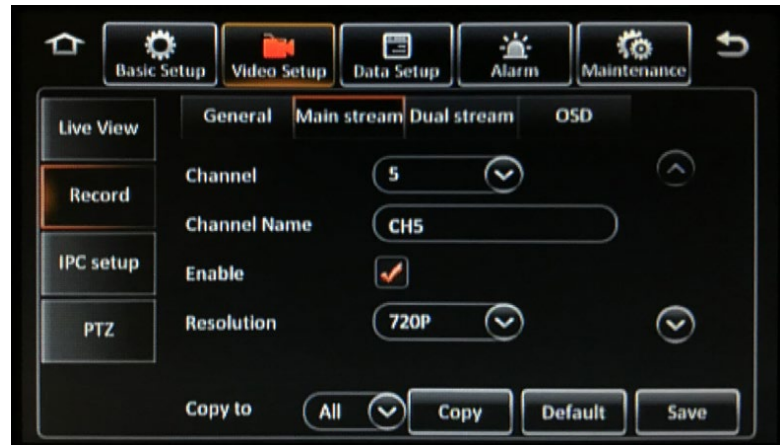 Basic Setup Video Setup Data Setup Alarm Maintenance
General Main stream Dual stream OSD
Live View
Record
IPC setup
PTZ
Channel 5
Channel Name CH5
Enable
Resolution 720P
Copy to All Copy Default Save